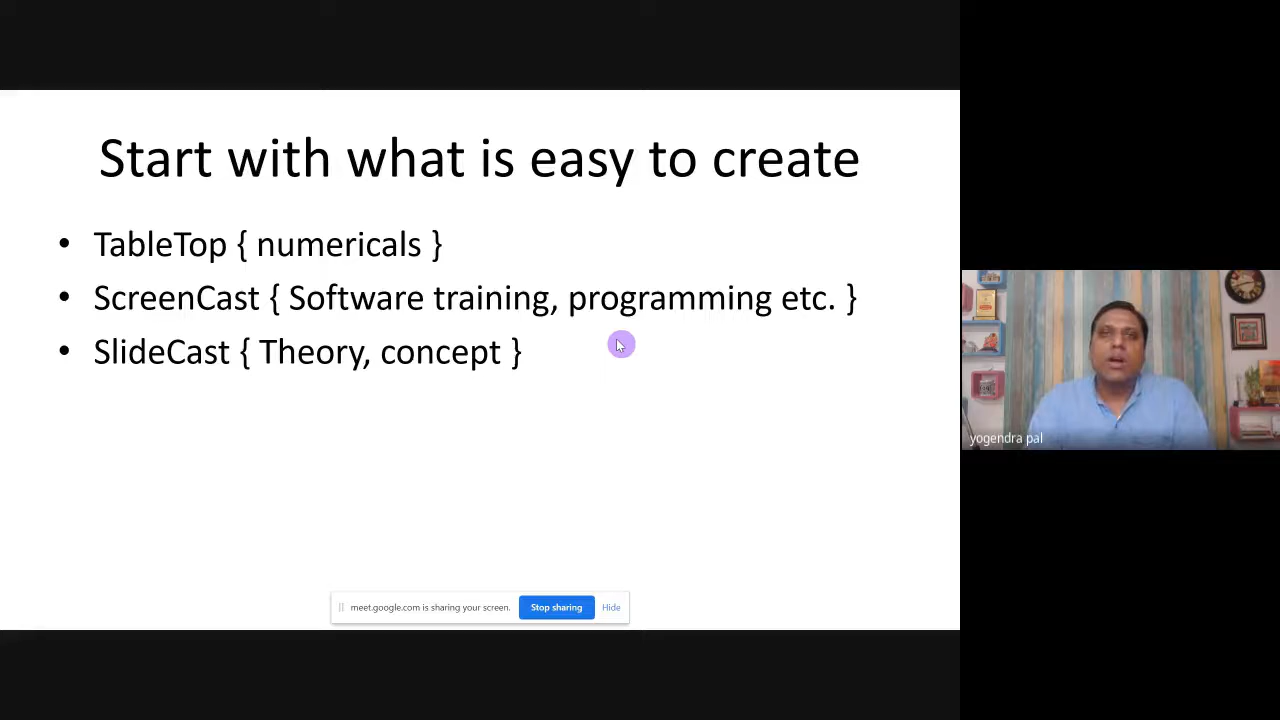 Start with what is easy to create
• TableTop { numericals }
• ScreenCast { Software training, programming etc. }
• SlideCast { Theory, concept }
yogendra pal
meet.google.com is sharing your screen. Stop sharing Hide